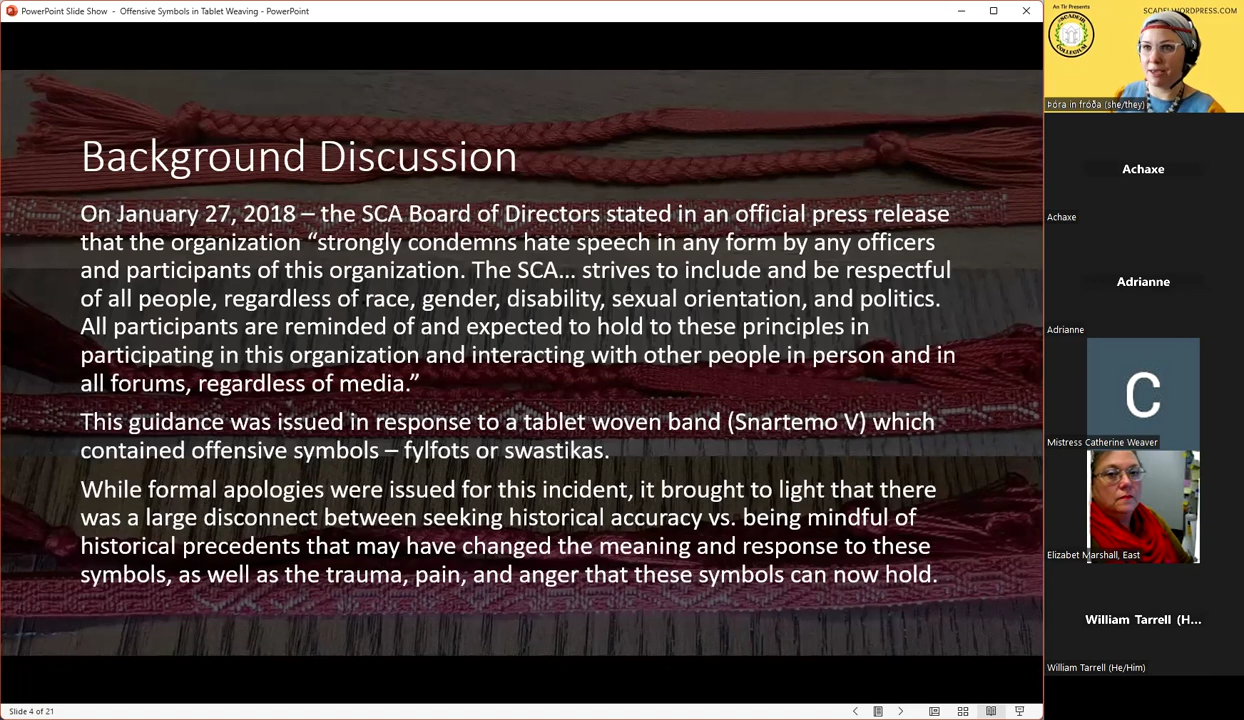 PowerPoint Slide Show - Offensive Symbols in Tablet Weaving - PowerPoint
Background Discussion
On January 27, 2018 – the SCA Board of Directors stated in an official press release
that the organization “strongly condemns hate speech in any form by any officers
and participants of this organization. The SCA… strives to include and be respectful
of all people, regardless of race, gender, disability, sexual orientation, and politics.
All participants are reminded of and expected to hold to these principles in
participating in this organization and interacting with other people in person and in
all forums, regardless of media.”
This guidance was issued in response to a tablet woven band (Snartemo V) which
contained offensive symbols – fylfots or swastikas.
While formal apologies were issued for this incident, it brought to light that there
was a large disconnect between seeking historical accuracy vs. being mindful of
historical precedents that may have changed the meaning and response to these
symbols, as well as the trauma, pain, and anger that these symbols can now hold.
Slide 4 of 21
An Tir Presents
SCADEIWORDPRESS.COM
COLLEGIUM
Þóra in fróða (she/they)
Achaxe
Achaxe
Adrianne
Adrianne
C
Mistress Catherine Weaver
Elizabet Marshall, East
William Tarrell (H...
William Tarrell (He/Him)